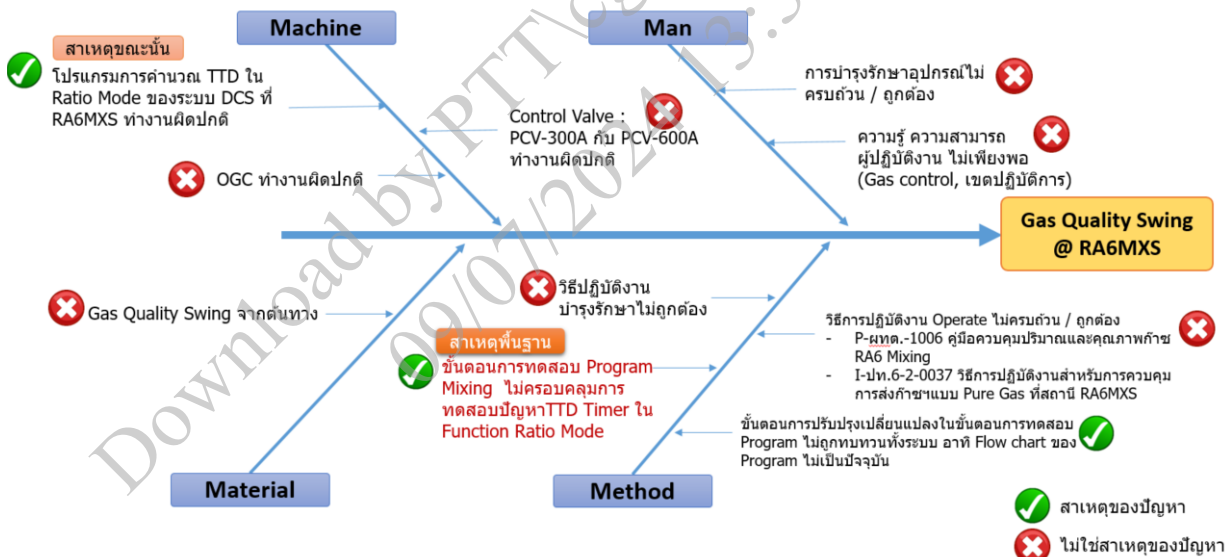 Machine
Man
สาเหตุขณะนั้น
โปรแกรมการคำนวณ TTD ใน
Ratio Mode ของระบบ DCS ที่
RA6MXS ทำงานผิดปกติ
Control Valve :
PCV-300A กับ PCV-600A
ทำงานผิดปกติ
OGC ทำงานผิดปกติ
การบำรุงรักษาอุปกรณ์ไม่
ครบถ้วน / ถูกต้อง
ความรู้ ความสามารถ
ผู้ปฏิบัติงาน ไม่เพียงพอ
(Gas control, เขตปฏิบัติการ)
Gas Quality Swing
@ RA6MXS
Gas Quality Swing จากต้นทาง
วิธีปฏิบัติงาน
บำรุงรักษาไม่ถูกต้อง
สาเหตุพื้นฐาน
ขั้นตอนการทดสอบ Program
Mixing ไม่ครอบคลุมการ
ทดสอบปัญหาTTD Timer ใน
Function Ratio Mode
วิธีการปฏิบัติงาน Operate ไม่ครบถ้วน / ถูกต้อง
- P-ผทต.-1006 คู่มือควบคุมปริมาณและคุณภาพก๊าซ
RA6 Mixing
- I-ปท.6-2-0037 วิธีการปฏิบัติงานสำหรับการควบคุม
การส่งก๊าซฯแบบ Pure Gas ที่สถานี RA6MXS
ขั้นตอนการปรับปรุงเปลี่ยนแปลงในขั้นตอนการทดสอบ
Program ไม่ถูกทบทวนทั้งระบบ อาทิ Flow chart ของ
Program ไม่เป็นปัจจุบัน
Material
Method
สาเหตุของปัญหา
ไม่ใช่สาเหตุของปัญหา
Download by PTT\cg
09/07/2024 13:3